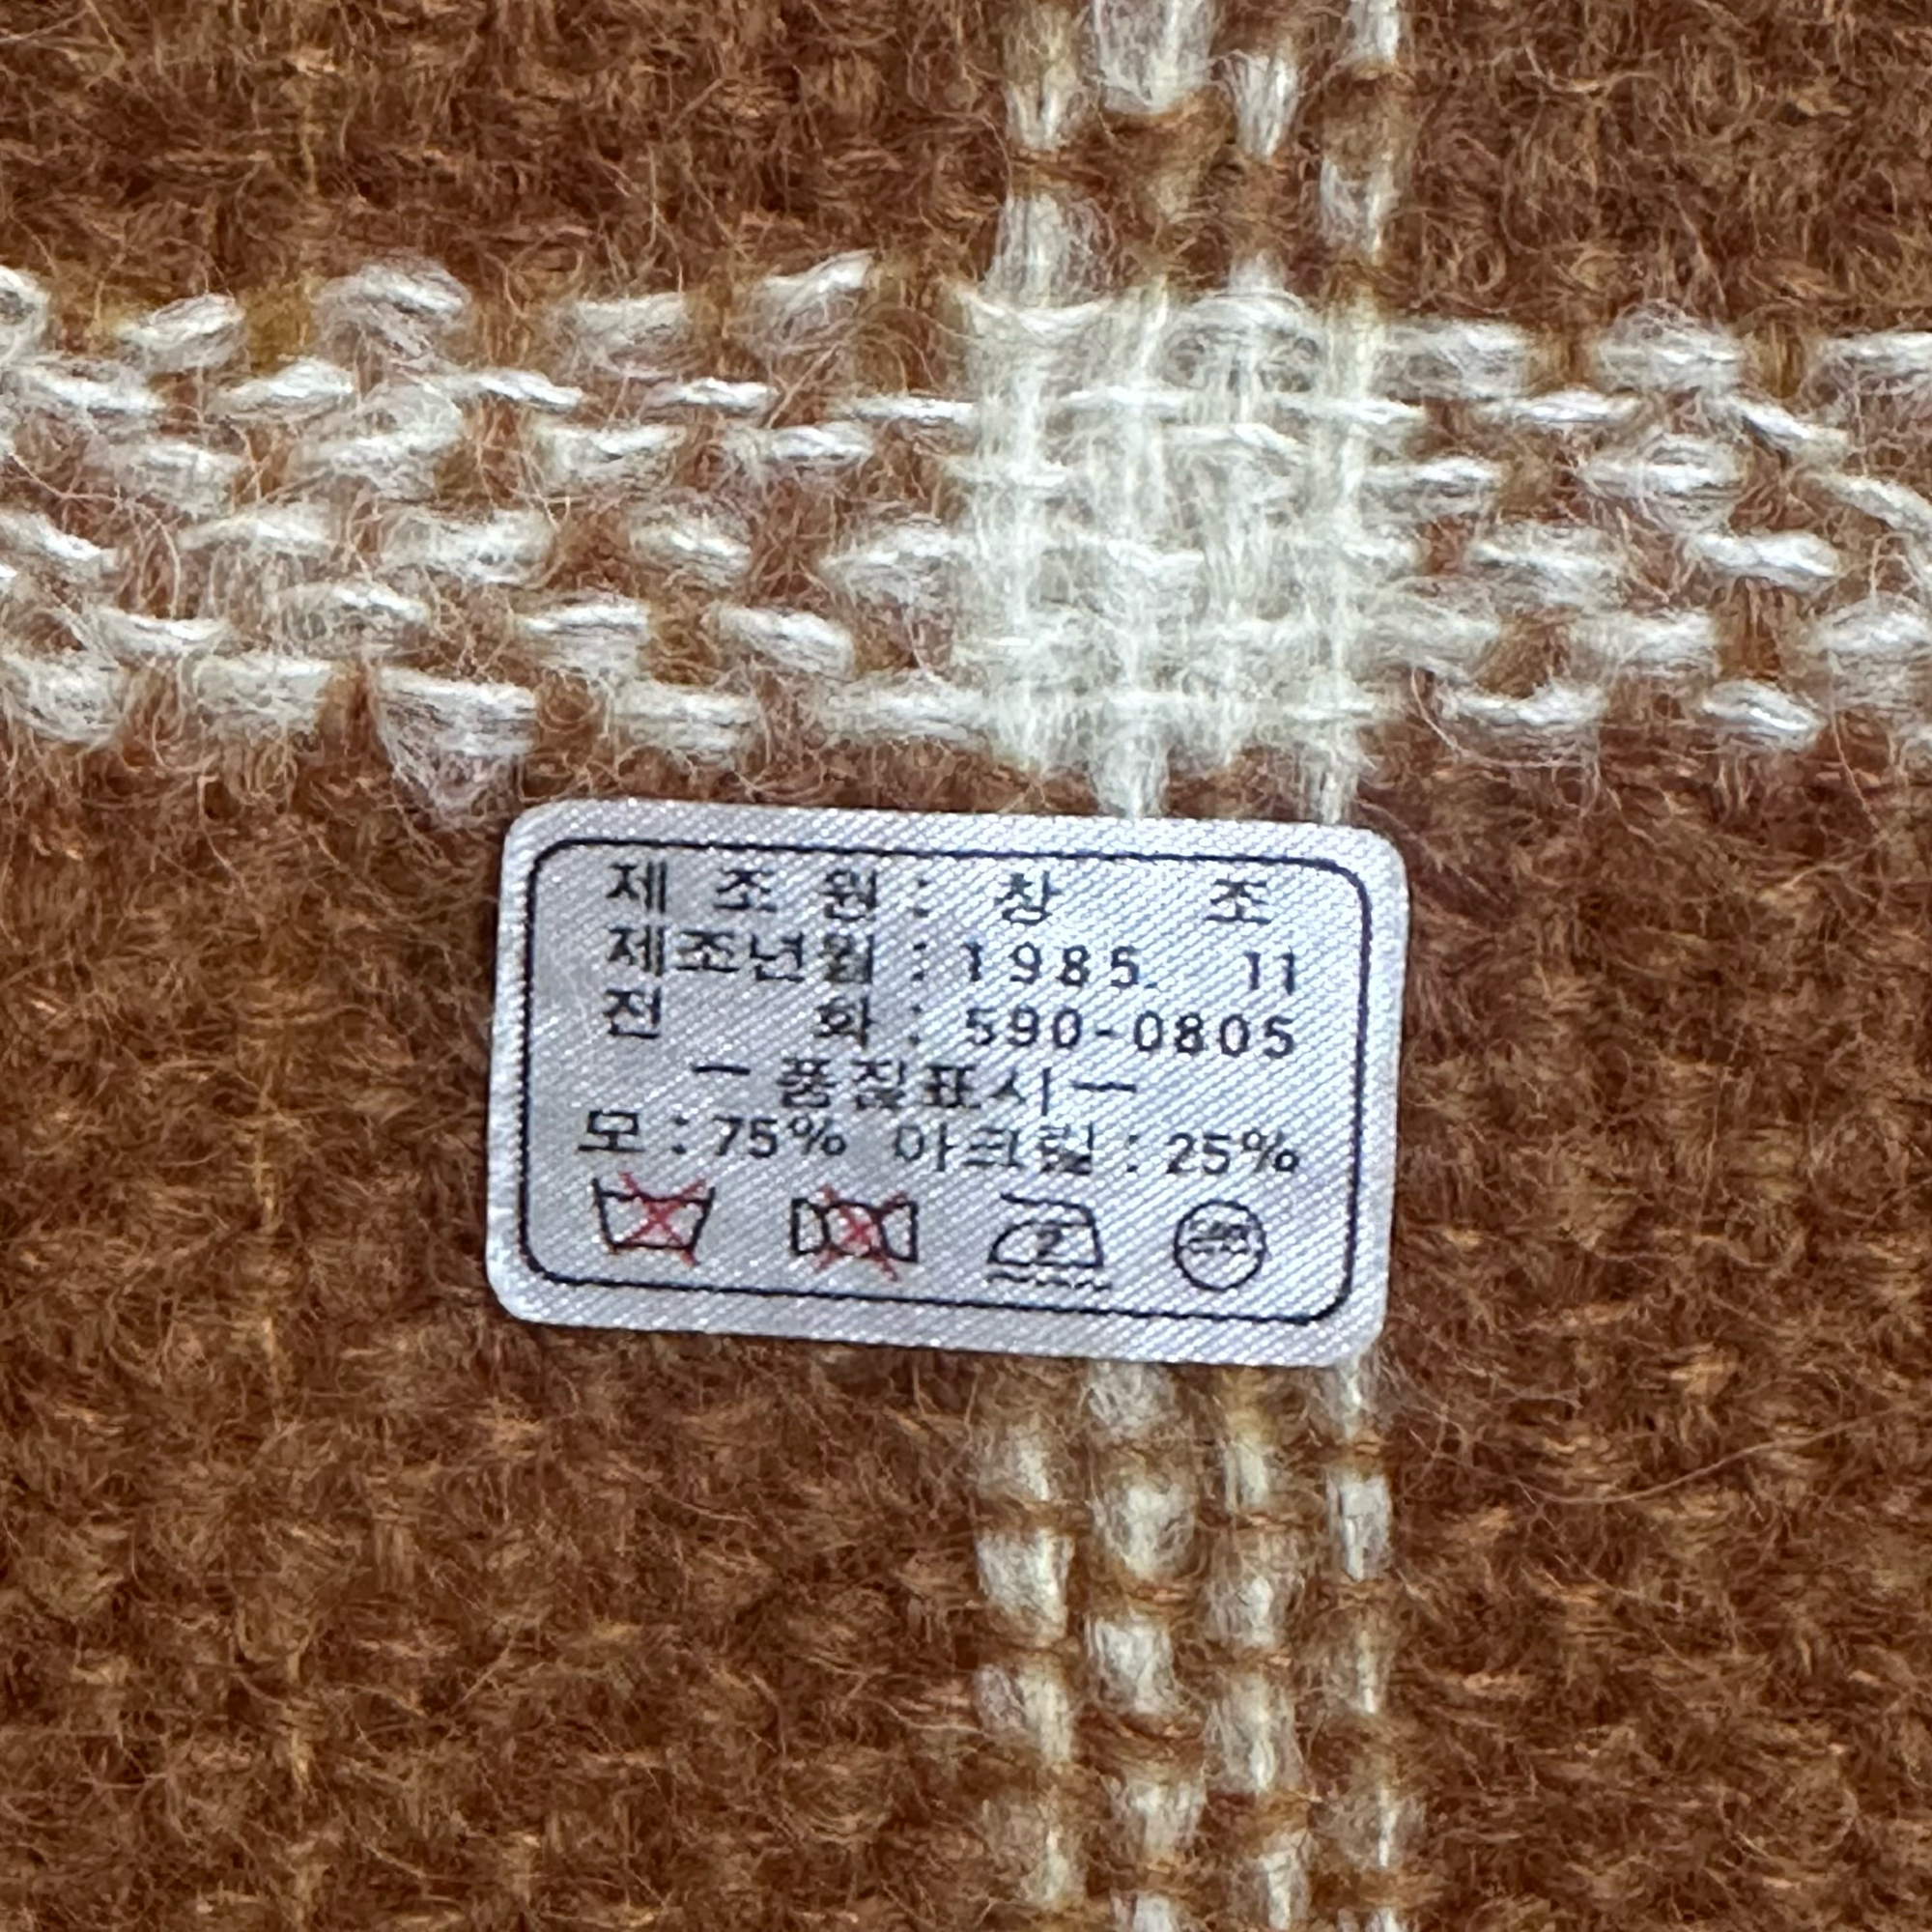 제 조 원 : 창 조
제조년월 : 1985. 11
전 화 : 590-0805
— 품질표시 —
모 : 75% 아크릴 : 25%
2